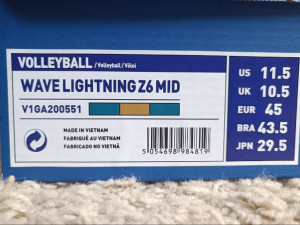 VOLLEYBALL / Volleyball / Vôlei
WAVE LIGHTNING Z6 MID
V1GA200551
MADE IN VIETNAM
FABRIQUÉ AU VIETNAM
FABRICADO NO VIETNÃ
5 054698 984819
US 11.5
UK 10.5
EUR 45
BRA 43.5
JPN 29.5